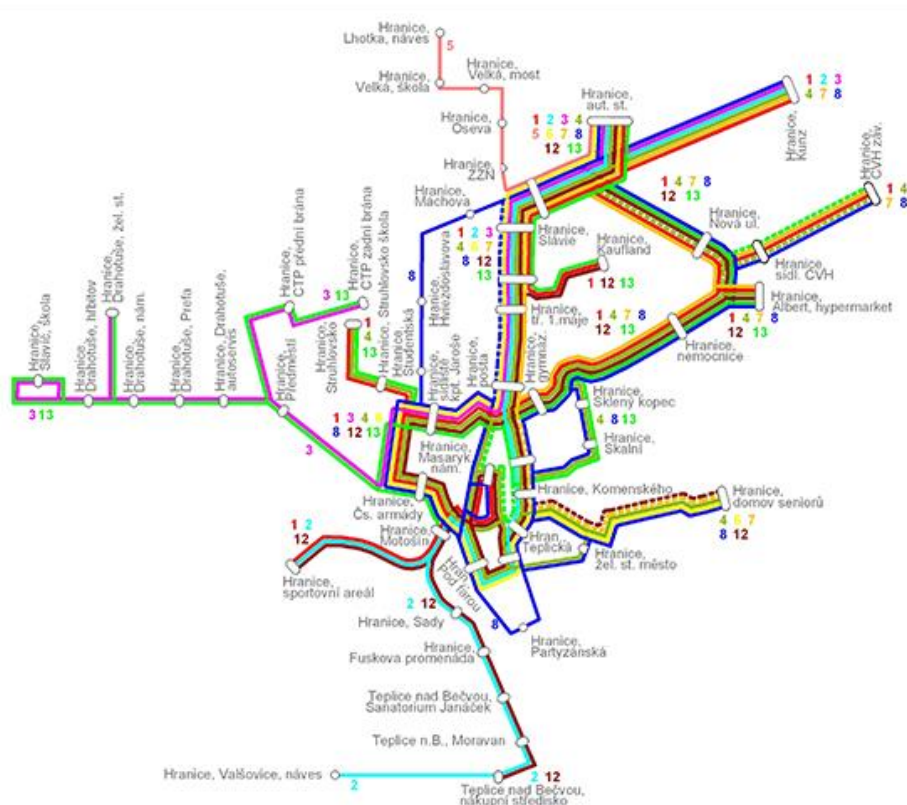 Hranice,
Lhotka, náves
5
Hranice,
Velká, škola
Hranice,
Velká, most
Hranice,
Oseva
Hranice,
ZZN
Hranice,
Machova
Hranice,
aut. st.
1 2 3 4
5 6 7 8
12 13
1 2 3
4 7 8
Hranice,
Kunz
Hranice,
CVH záv.
1 4
7 8
1 4 7 8
12 13
Hranice,
Nová ul.
Hranice,
sídl. CVH
Hranice,
Albert, hypermarket
1 4 7 8
12 13
Hranice,
nemocnice
Hranice,
Slávie
1 2 3
4 6 7
8 12
13
Hranice,
Kaufland
1 12 13
Hranice,
tř. 1.máje
1 4 7 8
12 13
Hranice,
gymnáz.
Hranice,
Hviezdoslavova
8
Hranice,
Studentská
Hranice,
sídliště
kpt. Jaroše
Hranice,
pošta
Hranice,
Struhlovsko škola
Hranice,
Struhlovsko
1
4
13
Hranice,
CTP zadní brána
3 13
Hranice,
CTP přední brána
Hranice,
Předměstí
3
Hranice, Drahotuše,
autoservis
Hranice,
Drahotuše, Prefa
Hranice,
Drahotuše, nám.
Hranice,
Drahotuše, žel. st.
Hranice,
Drahotuše, hřbitov
Hranice,
Slavíč, škola
3 13
1 3 4 6
8 12 13
Hranice,
Masaryk.
nám.
Hranice,
Čs. armády
Hranice,
Motošín
1 2
12
Hranice,
sportovní areál
Hranice,
Sklený kopec
4 8 13
Hranice,
Skalní
Hranice, Komenského
Hranice,
domov seniorů
4 6 7
8 12
Hran.,
Teplická
Hranice,
žel. st. město
Hran.,
Pod farou
8
Hranice,
Partyzánská
2 12
Hranice, Sady
Hranice,
Fuskova promenáda
Teplice nad Bečvou,
Sanatorium Janáček
Teplice n.B., Moravan
Hranice, Valšovice, náves
2
2 12
Teplice nad Bečvou,
nákupní středisko